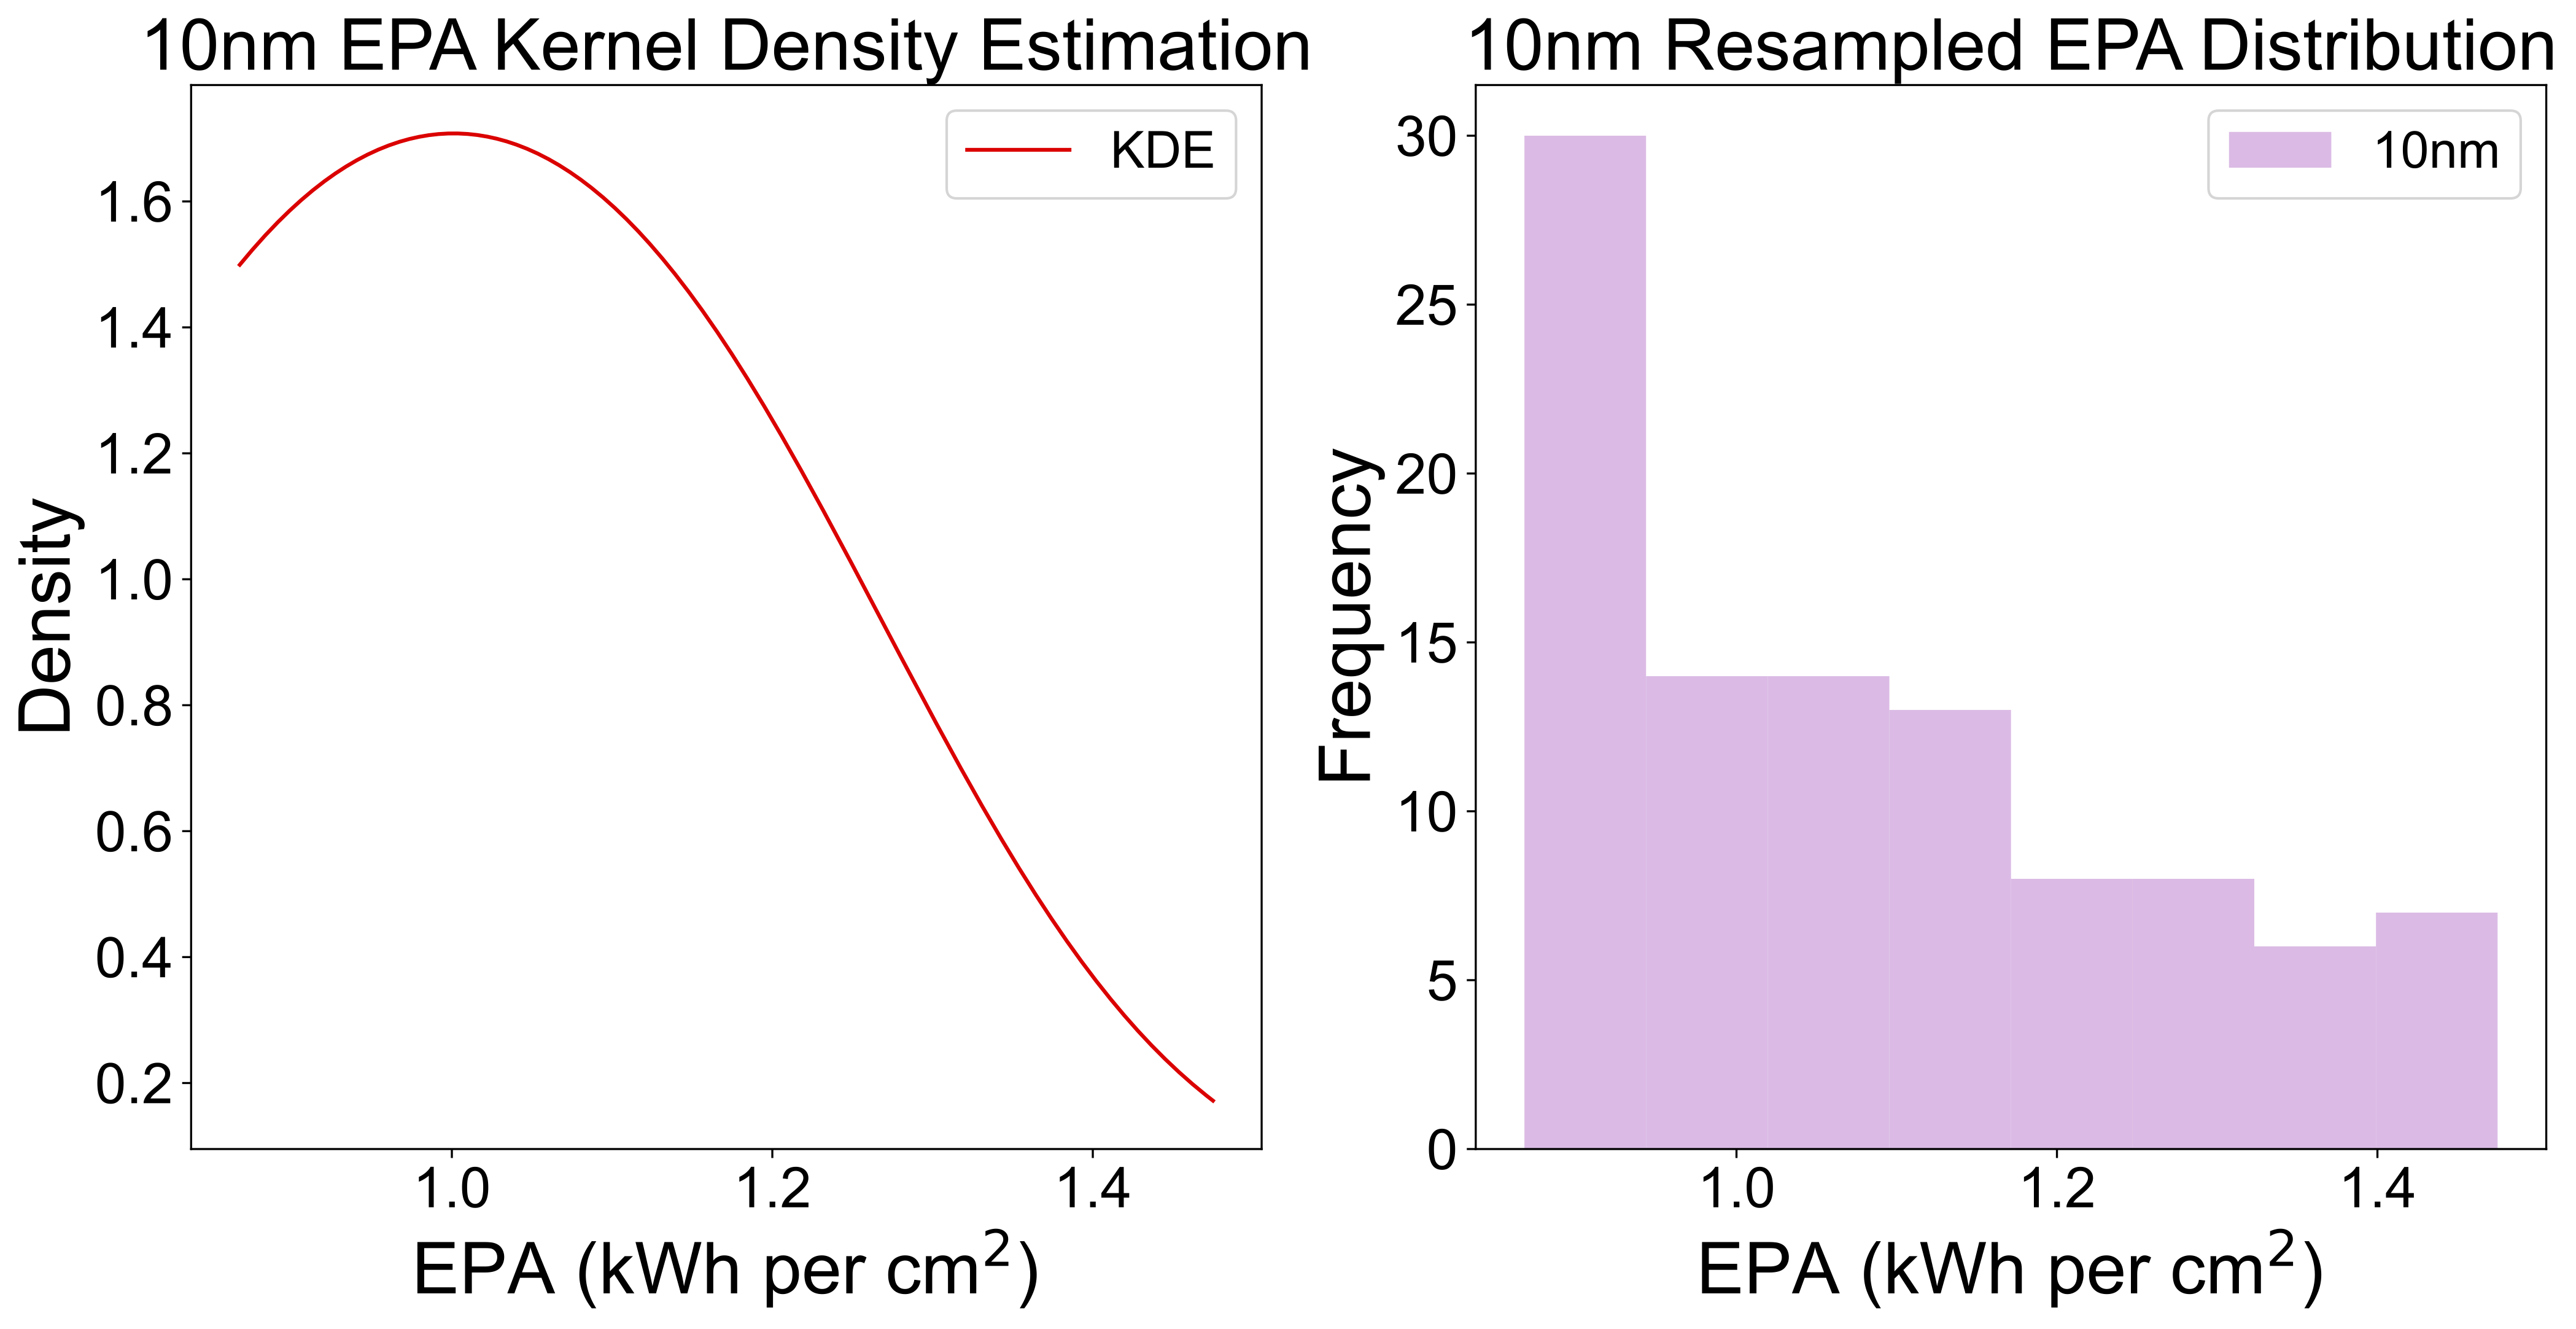 10nm EPA Kernel Density Estimation
KDE
1.6
1.4
1.2
1.0
0.8
0.6
0.4
0.2
Density
1.0 1.2 1.4
EPA (kWh per cm²)
10nm Resampled EPA Distribution
10nm
30
25
20
15
10
5
0
Frequency
1.0 1.2 1.4
EPA (kWh per cm²)